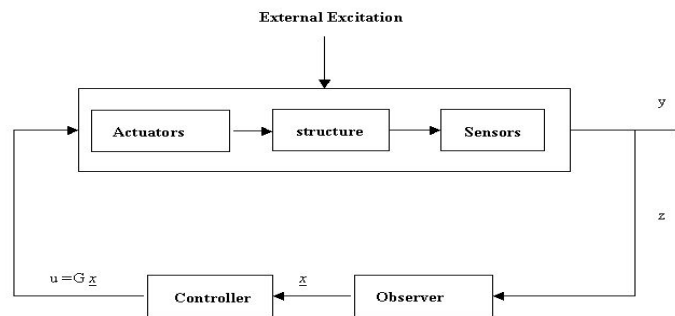 External Excitation
Actuators
structure
Sensors
y
z
u =G x
x
Controller
Observer